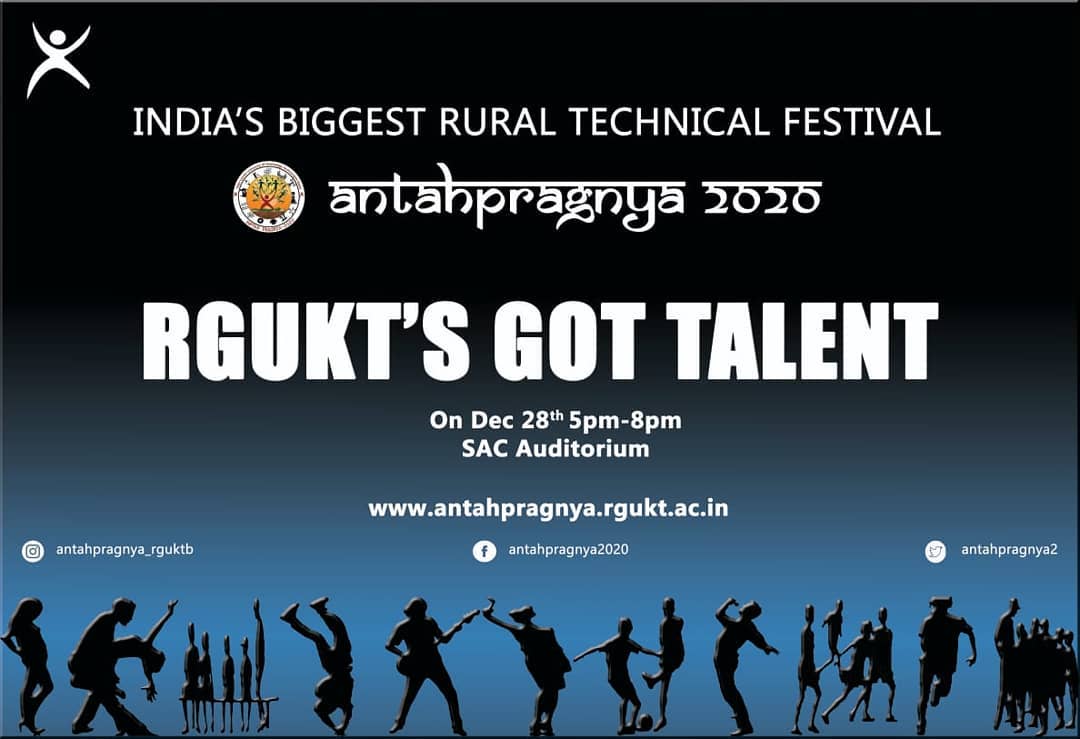 INDIA'S BIGGEST RURAL TECHNICAL FESTIVAL
antahpragnya 2020
RGUKT'S GOT TALENT
On Dec 28th 5pm-8pm
SAC Auditorium
www.antahpragnya.rgukt.ac.in
antahpragnya_rguktb
antahpragnya2020
antahpragnya2